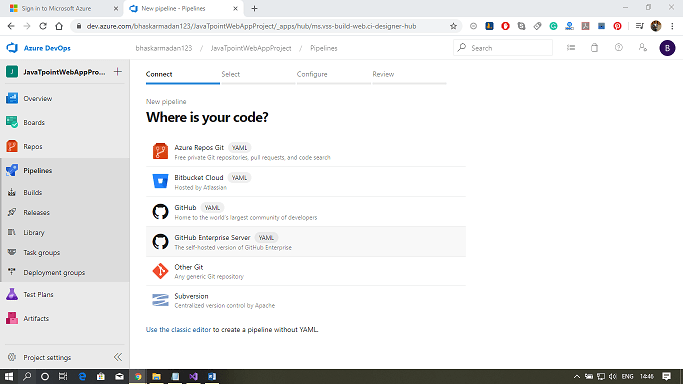 Sign in to Microsoft Azure
New pipeline - Pipelines
dev.azure.com/bhaskarmadan123/JavaTpointWebAppProject/_apps/hub/ms.vss-build-web.ci-designer-hub
Azure DevOps
bhaskarmadan123 / JavaTpointWebAppProject / Pipelines
Search
B
J JavaTpointWebAppPro...
Overview
Boards
Repos
Pipelines
Builds
Releases
Library
Task groups
Deployment groups
Test Plans
Artifacts
Project settings
Connect Select Configure Review
New pipeline
Where is your code?
Azure Repos Git YAML
Free private Git repositories, pull requests, and code search
Bitbucket Cloud YAML
Hosted by Atlassian
GitHub YAML
Home to the world's largest community of developers
GitHub Enterprise Server YAML
The self-hosted version of GitHub Enterprise
Other Git
Any generic Git repository
Subversion
Centralized version control by Apache
Use the classic editor to create a pipeline without YAML.
ENG 14:46